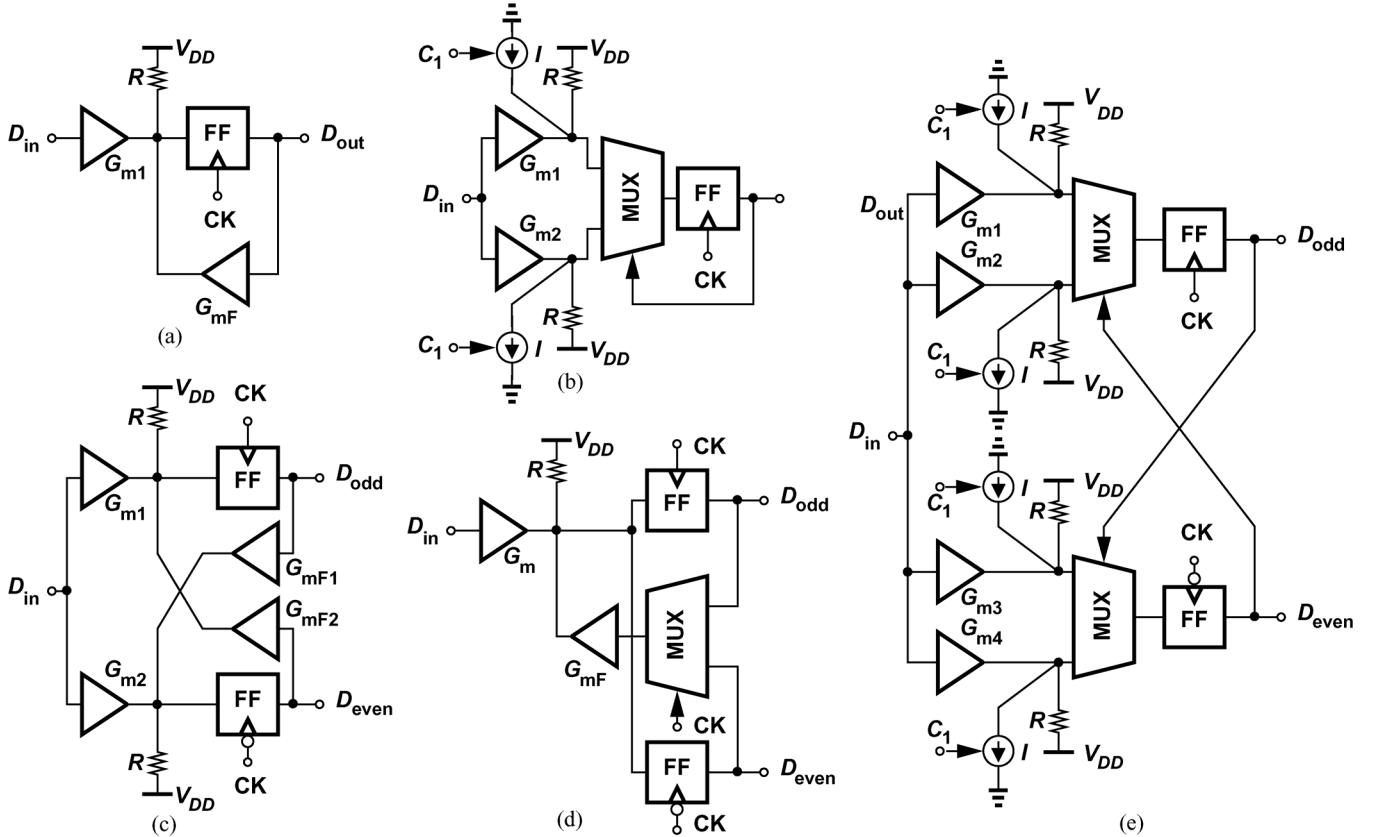 V_DD
R
D_in
G_m1
FF
D_out
CK
G_mF
(a)
C_1
I
V_DD
R
G_m1
D_in
MUX
FF
G_m2
CK
R
C_1
I
V_DD
(b)
V_DD
CK
R
FF
D_odd
G_m1
G_mF1
D_in
G_mF2
G_m2
FF
D_even
R
CK
V_DD
(c)
V_DD
CK
R
FF
D_odd
D_in
G_m
MUX
G_mF
CK
FF
D_even
CK
(d)
C_1
I
V_DD
R
D_out
G_m1
MUX
FF
D_odd
G_m2
CK
C_1
I
R
V_DD
D_in
C_1
I
V_DD
R
CK
G_m3
MUX
FF
D_even
G_m4
C_1
I
R
V_DD
(e)